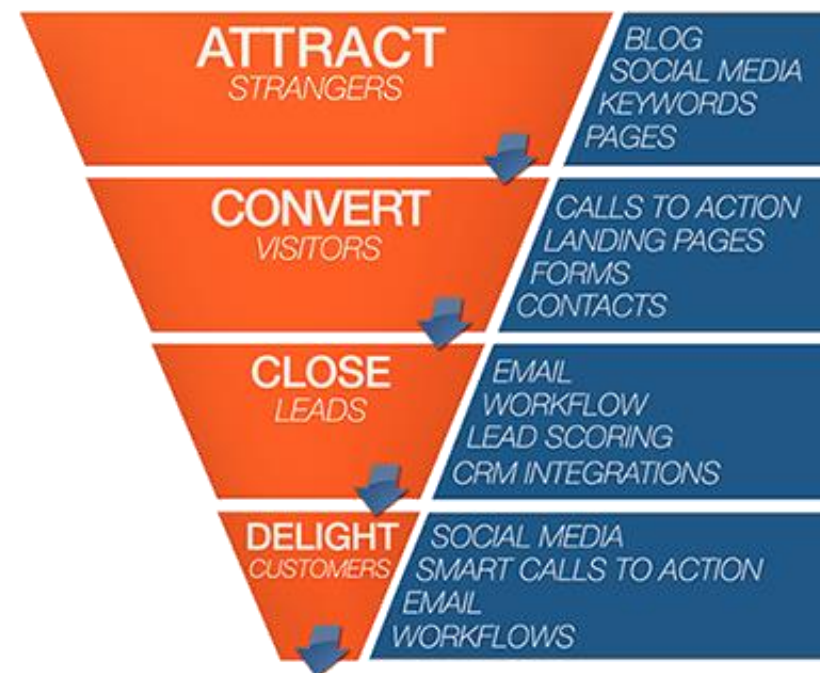 ATTRACT
STRANGERS
BLOG
SOCIAL MEDIA
KEYWORDS
PAGES
CONVERT
VISITORS
CALLS TO ACTION
LANDING PAGES
FORMS
CONTACTS
CLOSE
LEADS
EMAIL
WORKFLOW
LEAD SCORING
CRM INTEGRATIONS
DELIGHT
CUSTOMERS
SOCIAL MEDIA
SMART CALLS TO ACTION
EMAIL
WORKFLOWS